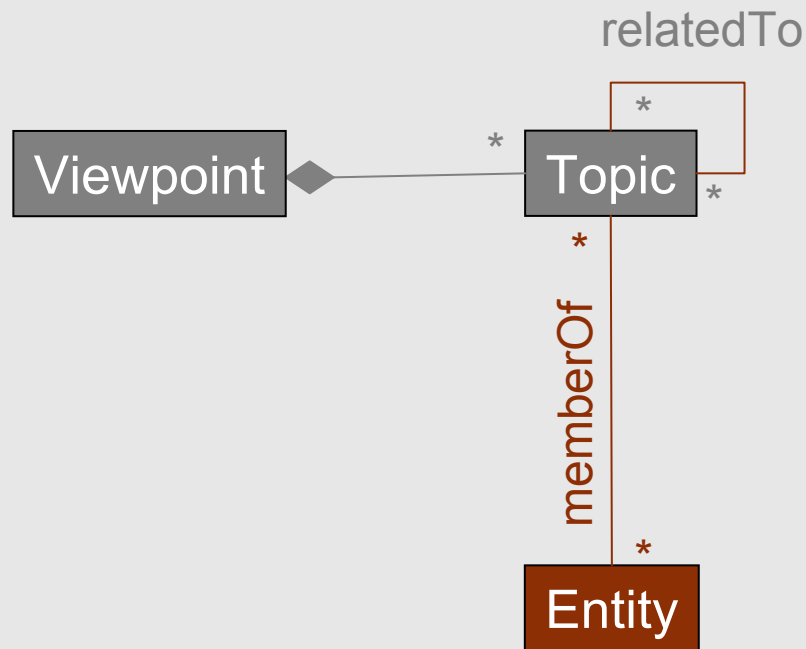 relatedTo
*
*
Viewpoint
Topic
*
*
memberOf
*
Entity